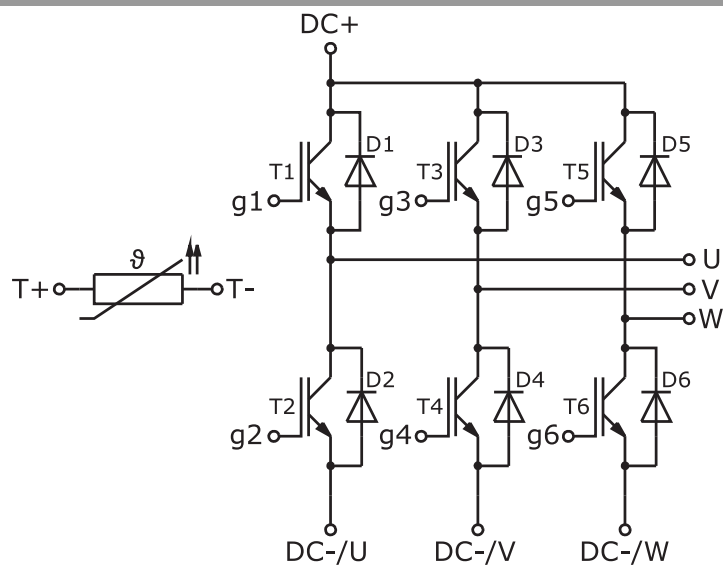 DC+
T1 D1 T3 D3 T5 D5
g1 g3 g5
U
T+ ϑ T-
V
W
T2 D2 T4 D4 T6 D6
g2 g4 g6
DC-/U DC-/V DC-/W